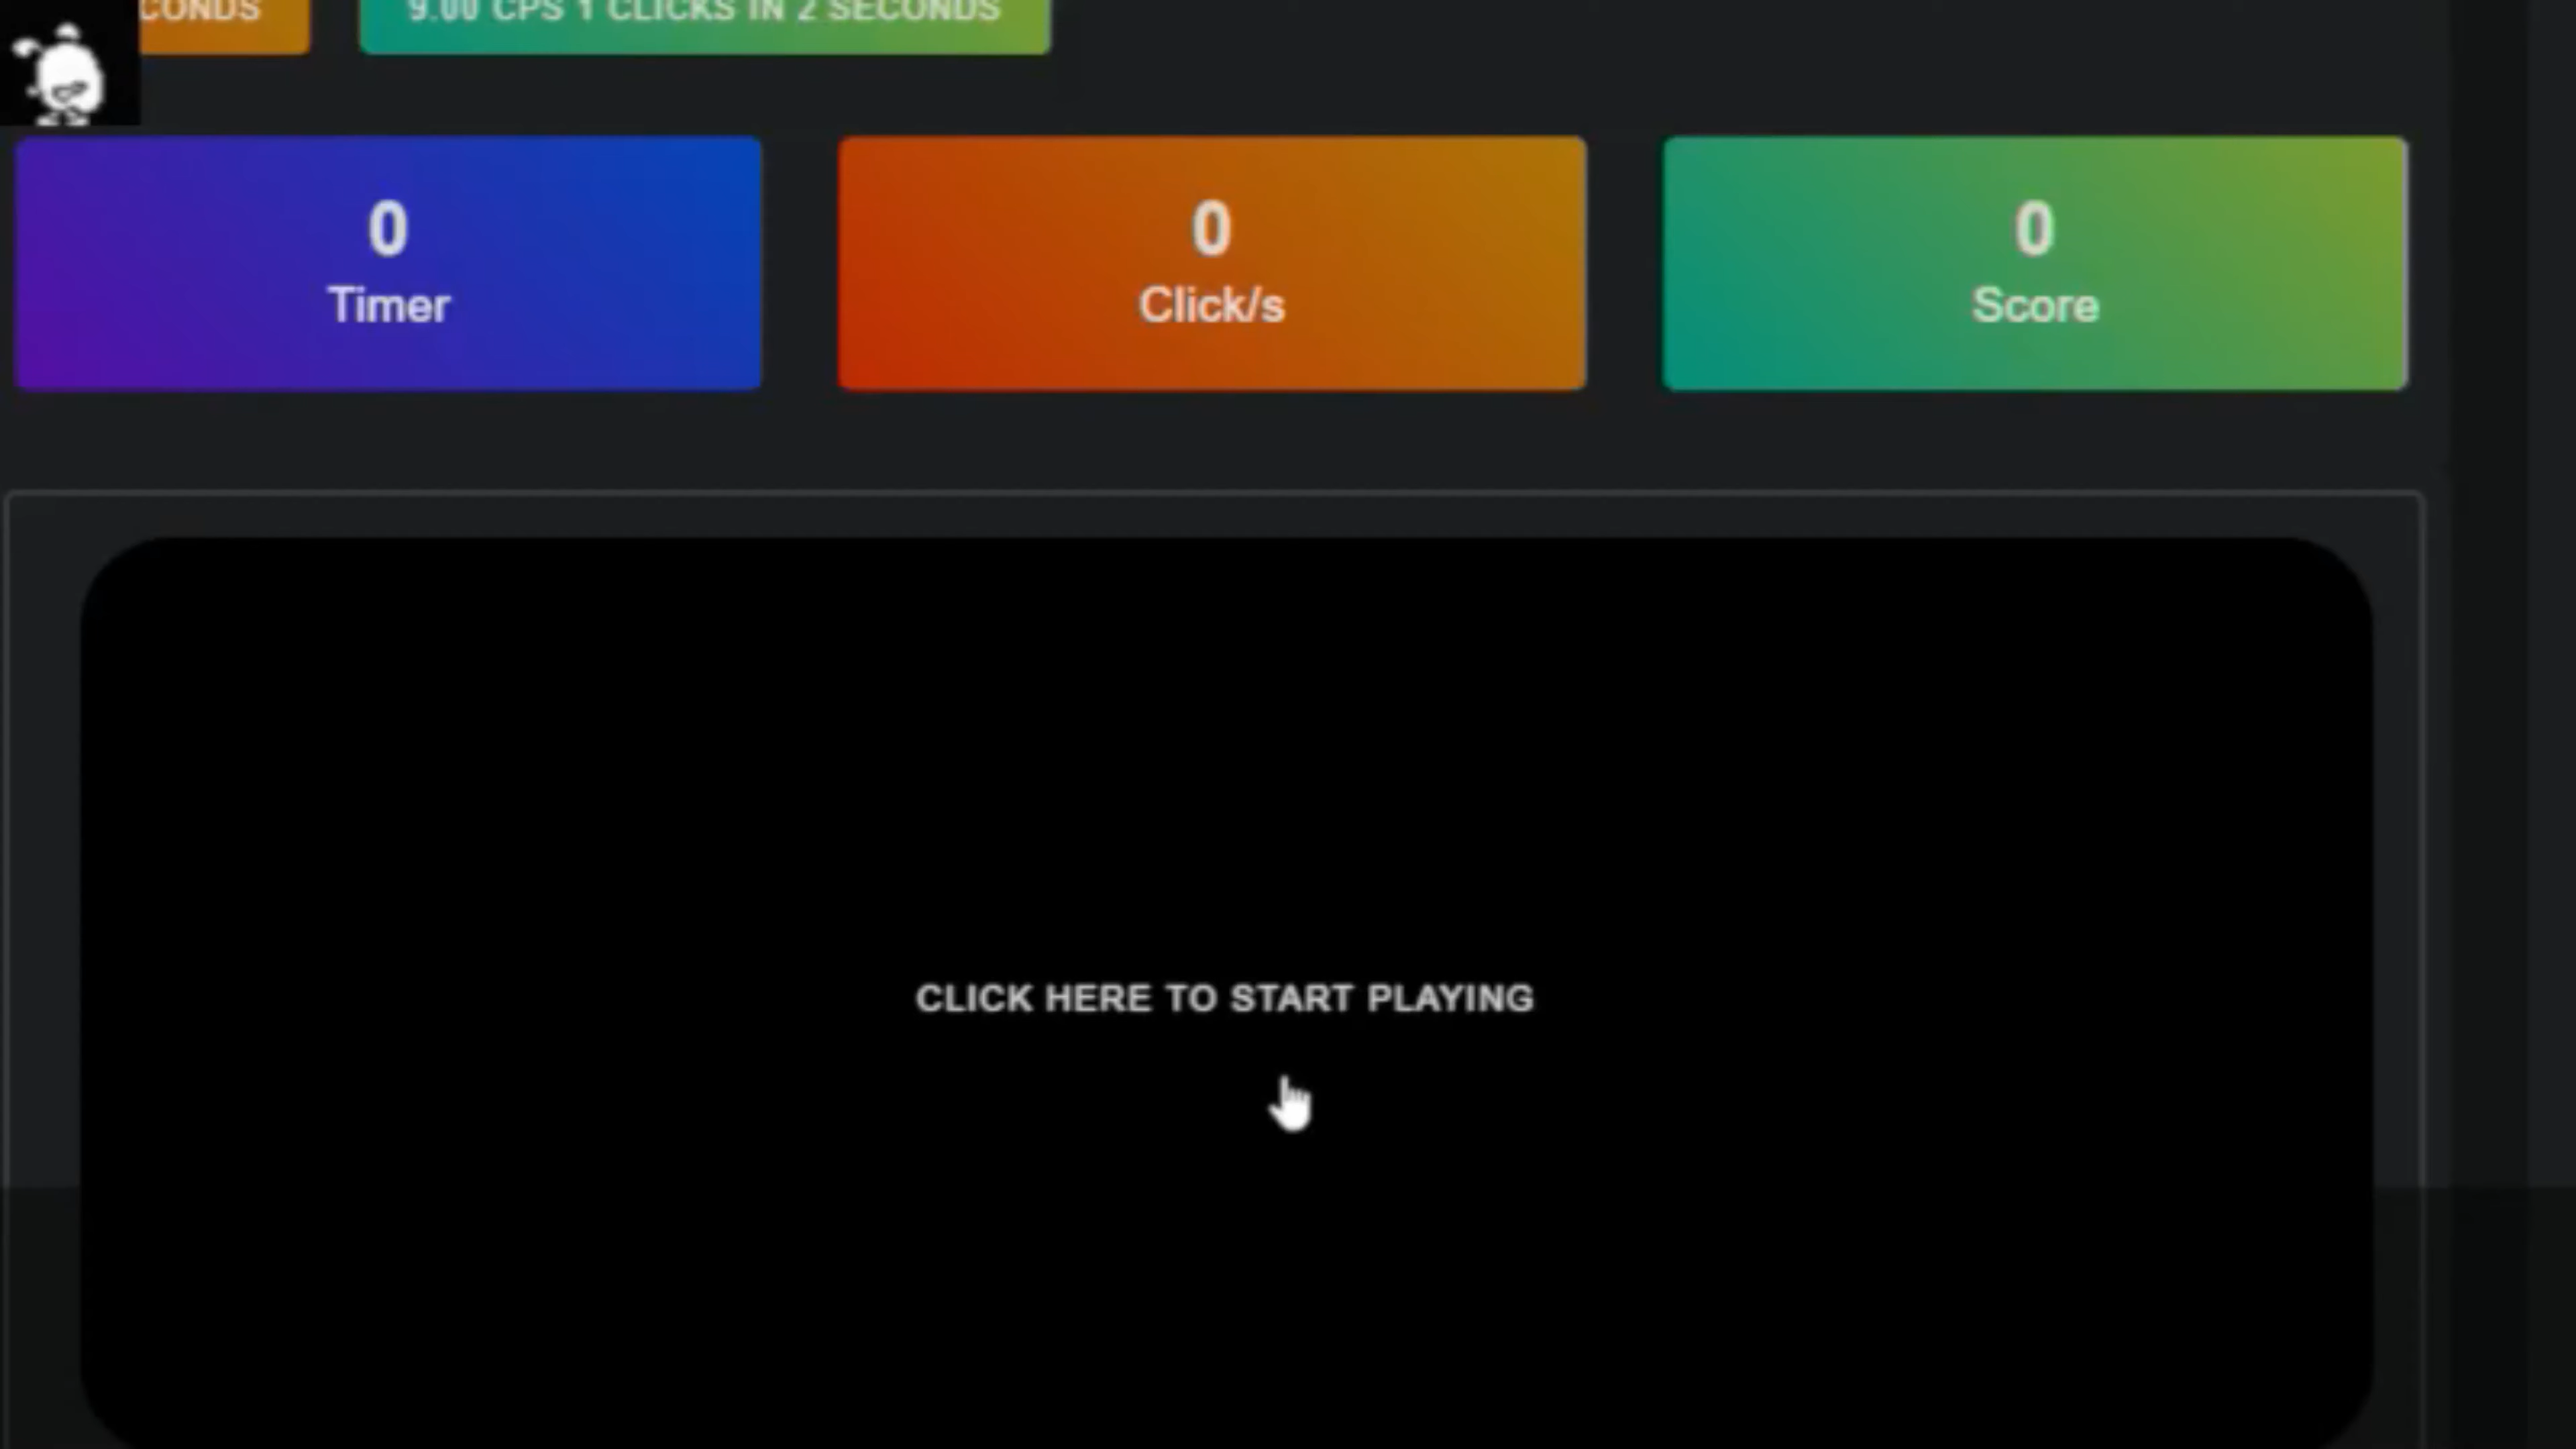 CONDS
9.00 CPS 1 CLICKS IN 2 SECONDS
0
Timer
0
Click/s
0
Score
CLICK HERE TO START PLAYING